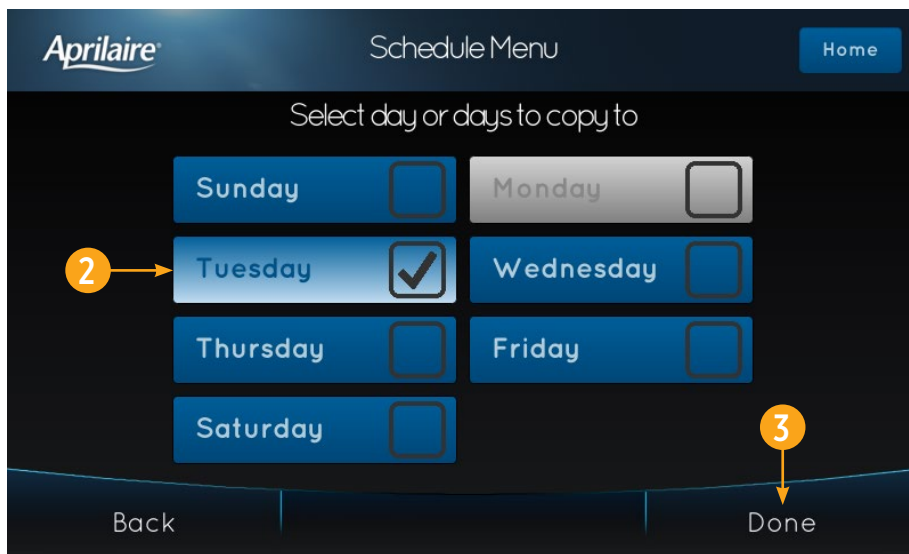 Aprilaire®
Schedule Menu
Home
Select day or days to copy to
Sunday
Monday
2
Tuesday
Wednesday
Thursday
Friday
Saturday
3
Back
Done